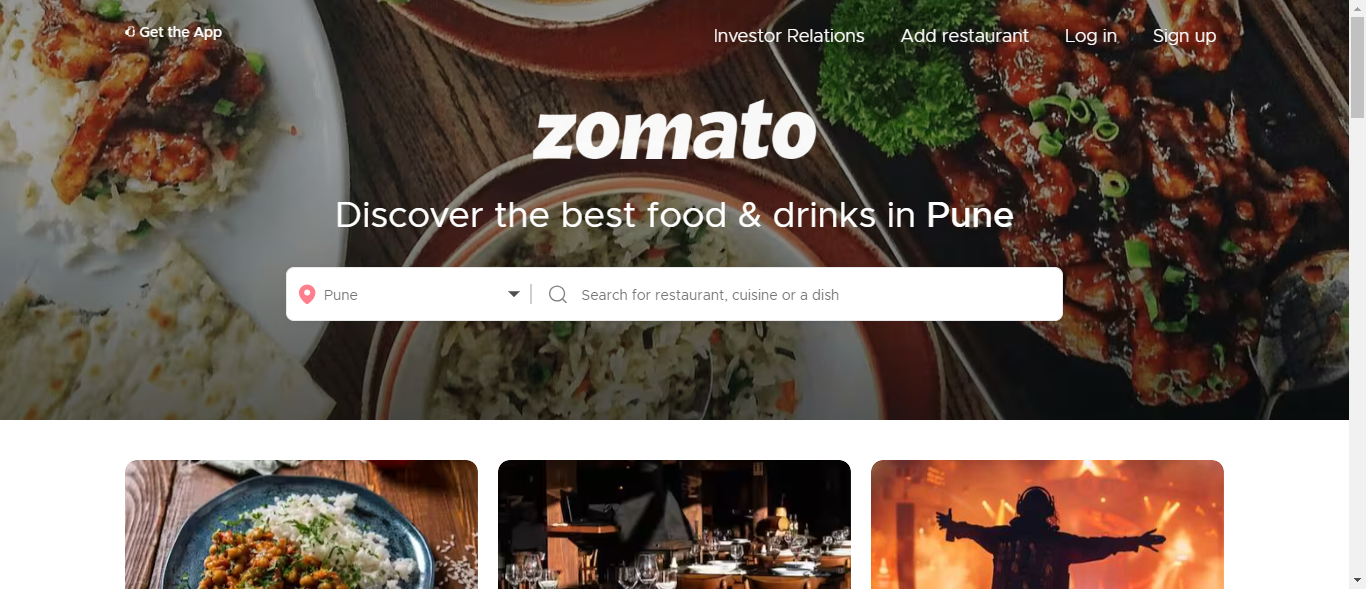 Get the App
Investor Relations
Add restaurant
Log in
Sign up
zomato
Discover the best food & drinks in Pune
Pune
Search for restaurant, cuisine or a dish